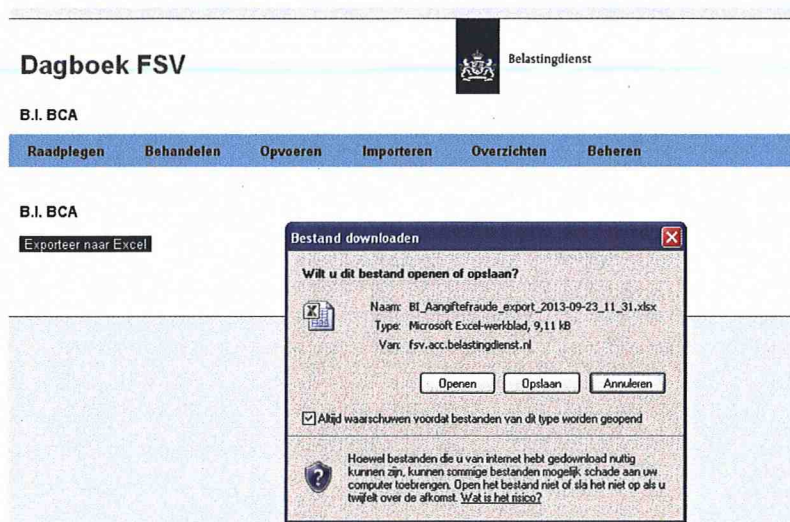 Dagboek FSV
Belastingdienst
B.I. BCA
Raadplegen Behandelen Opvoeren Importeren Overzichten Beheren
B.I. BCA
Exporteer naar Excel
Bestand downloaden
Wilt u dit bestand openen of opslaan?
Naam: BI_Aangiftefraude_export_2013-09-23_11_31.xlsx
Type: Microsoft Excel-werkblad, 9,11 kB
Van: fsv.acc.belastingdienst.nl
Openen Opslaan Annuleren
Altijd waarschuwen voordat bestanden van dit type worden geopend
Hoewel bestanden die u van internet hebt gedownload nuttig
kunnen zijn, kunnen sommige bestanden mogelijk schade aan uw
computer toebrengen. Open het bestand niet of sla het niet op als u
twijfelt over de afkomst. Wat is het risico?